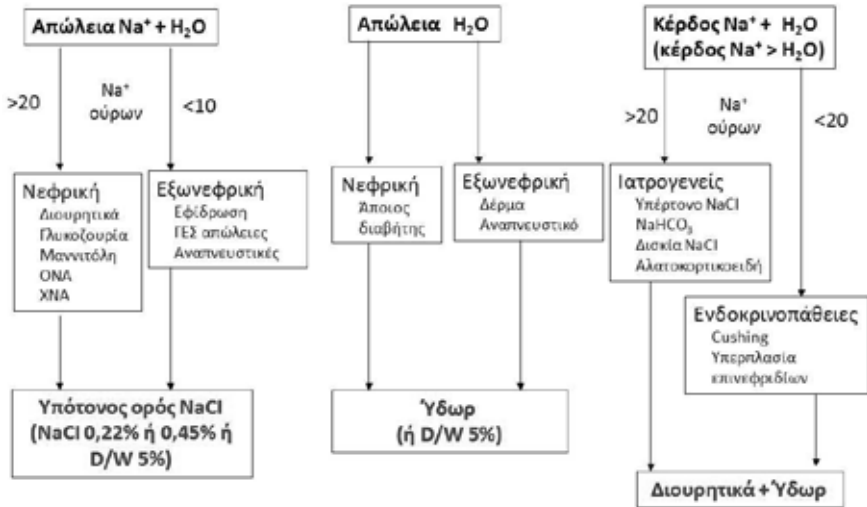 Απώλεια Na⁺ + H₂O
>20
Na⁺
ούρων
<10
Νεφρική
Διουρητικά
Γλυκοζουρία
Μαννιτόλη
ΟΝΑ
ΧΝΑ
Εξωνεφρική
Εφίδρωση
ΓΕΣ απώλειες
Αναπνευστικές
Υπότονος ορός NaCl
(NaCl 0,22% ή 0,45% ή
D/W 5%)
Απώλεια H₂O
Νεφρική
Άποιος
διαβήτης
Εξωνεφρική
Δέρμα
Αναπνευστικό
Ύδωρ
(ή D/W 5%)
Κέρδος Na⁺ + H₂O
(κέρδος Na⁺ > H₂O)
>20
Na⁺
ούρων
<20
Ιατρογενείς
Υπέρτονο NaCl
NaHCO₃
Δισκία NaCl
Αλατοκορτικοειδή
Ενδοκρινοπάθειες
Cushing
Υπερπλασία
επινεφριδίων
Διουρητικά + Ύδωρ